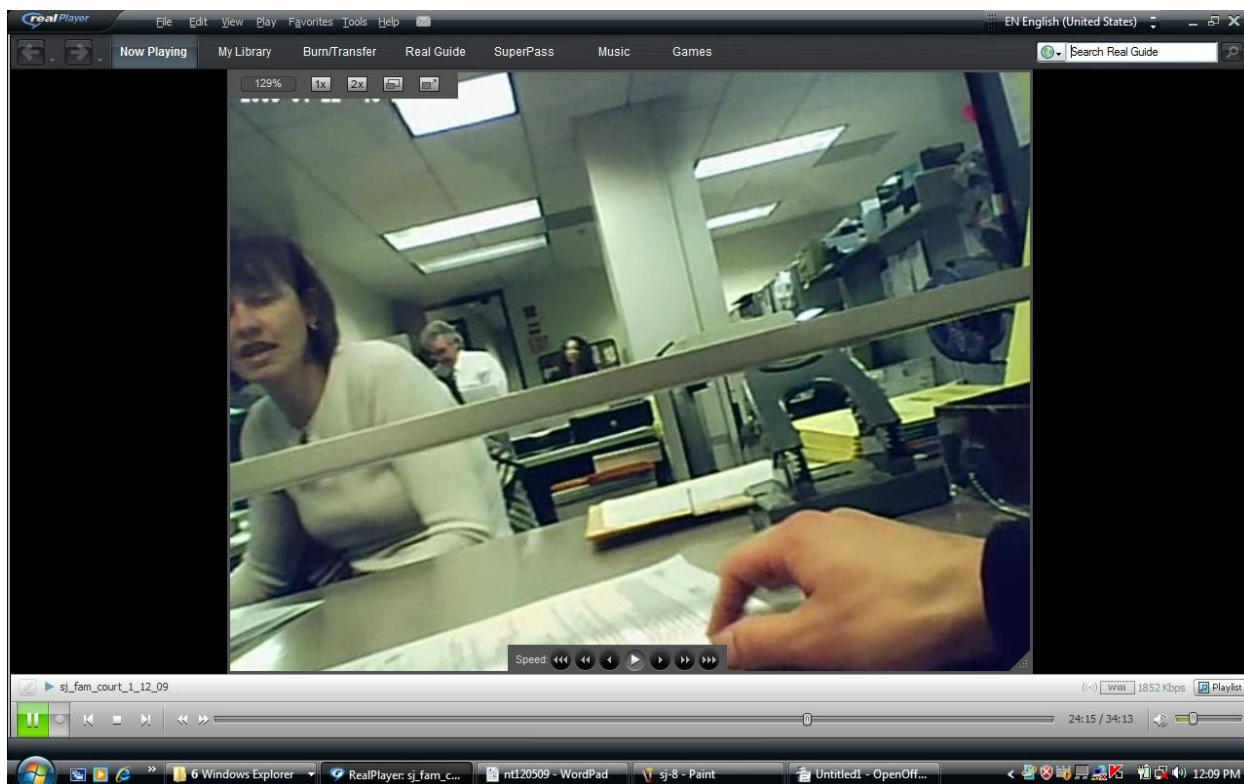 realPlayer File Edit View Play Favorites Tools Help EN English (United States)
Now Playing My Library Burn/Transfer Real Guide SuperPass Music Games Search Real Guide
129% 1x 2x
Speed:
sj_fam_court_1_12_09 wm 1852 Kbps Playlist
24:15 / 34:13
6 Windows Explorer RealPlayer: sj_fam_c... nt120509 - WordPad sj-8 - Paint Untitled1 - OpenOff... 12:09 PM